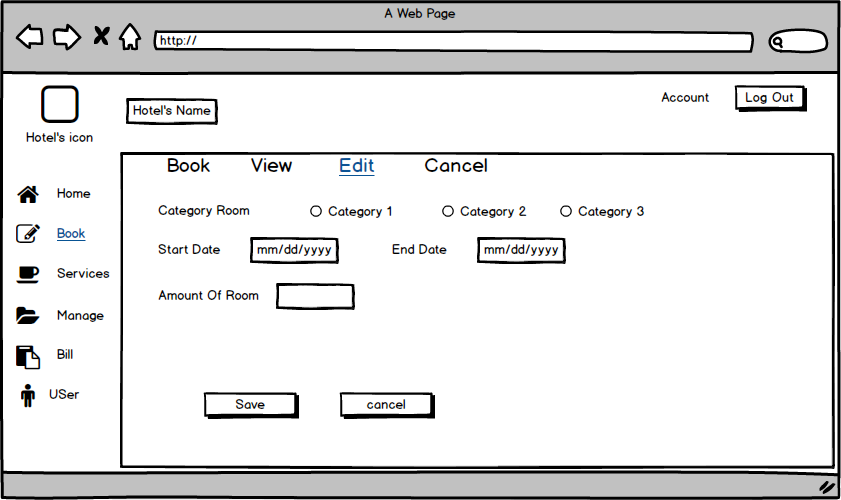 A Web Page
http://
Hotel's icon
Hotel's Name
Account
Log Out
Book View Edit Cancel
Home
Book
Services
Manage
Bill
USer
Category Room Category 1 Category 2 Category 3
Start Date mm/dd/yyyy End Date mm/dd/yyyy
Amount Of Room
Save cancel